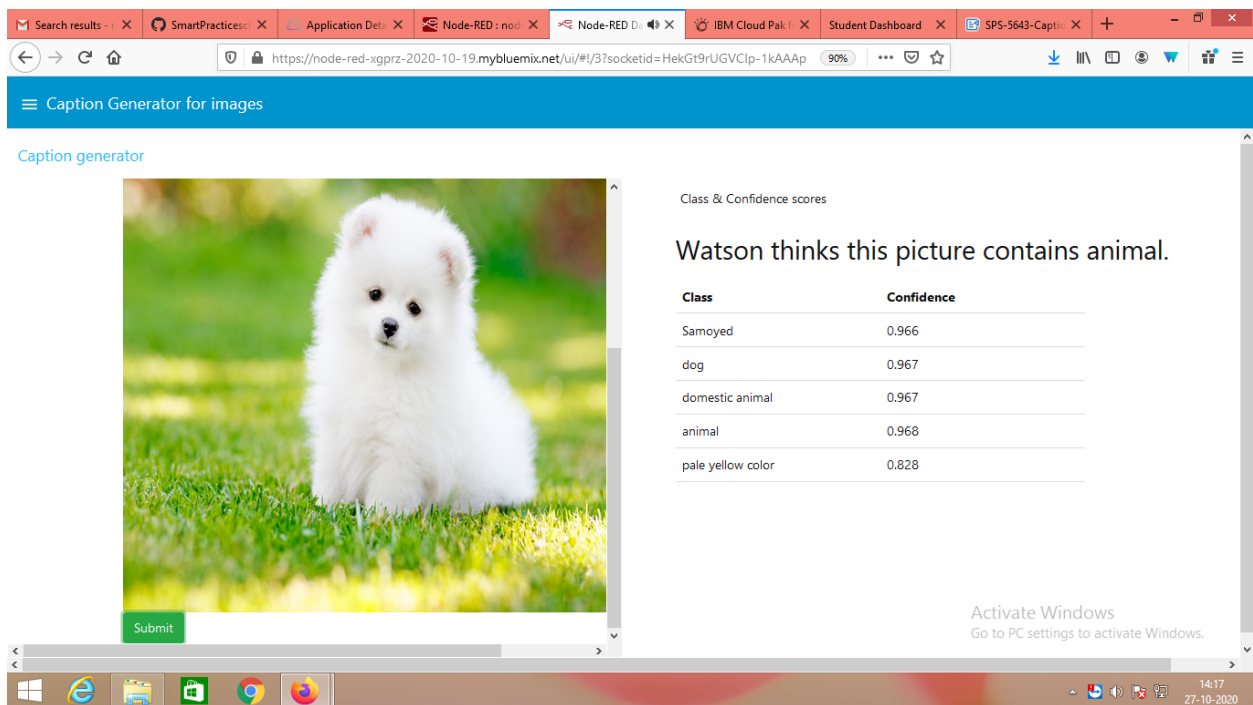 Search results - r
SmartPracticesch
Application Deta
Node-RED : node
Node-RED Da
IBM Cloud Pak f
Student Dashboard
SPS-5643-Captio
https://node-red-xgprz-2020-10-19.mybluemix.net/ui/#!/3?socketid=HekGt9rUGVClp-1kAAAp
90%
Caption Generator for images
Caption generator
Class & Confidence scores
Watson thinks this picture contains animal.
Class Confidence
Samoyed 0.966
dog 0.967
domestic animal 0.967
animal 0.968
pale yellow color 0.828
Submit
Activate Windows
Go to PC settings to activate Windows.
14:17
27-10-2020